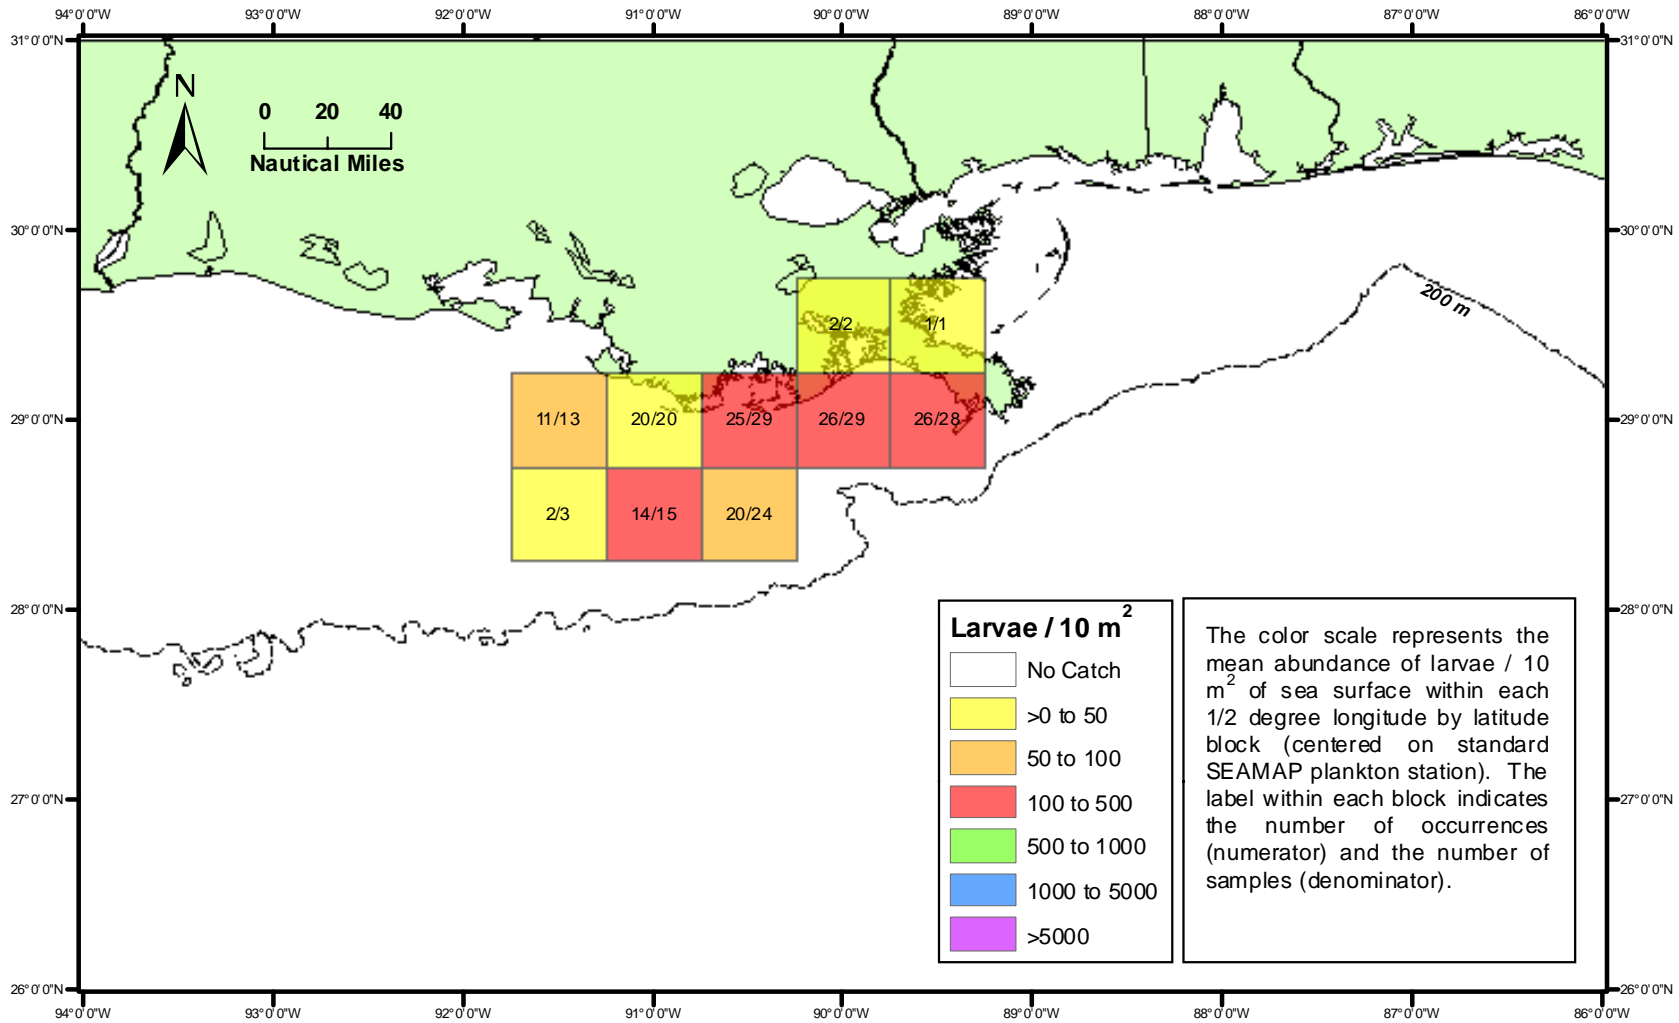 94°0'0"W 93°0'0"W 92°0'0"W 91°0'0"W 90°0'0"W 89°0'0"W 88°0'0"W 87°0'0"W 86°0'0"W
31°0'0"N 31°0'0"N
N
0 20 40
Nautical Miles
30°0'0"N 30°0'0"N
200 m
2/2 1/1
29°0'0"N 11/13 20/20 25/29 26/29 26/28 29°0'0"N
2/3 14/15 20/24
28°0'0"N 28°0'0"N
Larvae / 10 m2
No Catch
>0 to 50
50 to 100
100 to 500
500 to 1000
1000 to 5000
>5000
The color scale represents the
mean abundance of larvae / 10
m2 of sea surface within each
1/2 degree longitude by latitude
block (centered on standard
SEAMAP plankton station). The
label within each block indicates
the number of occurrences
(numerator) and the number of
samples (denominator).
27°0'0"N 27°0'0"N
26°0'0"N 26°0'0"N
94°0'0"W 93°0'0"W 92°0'0"W 91°0'0"W 90°0'0"W 89°0'0"W 88°0'0"W 87°0'0"W 86°0'0"W